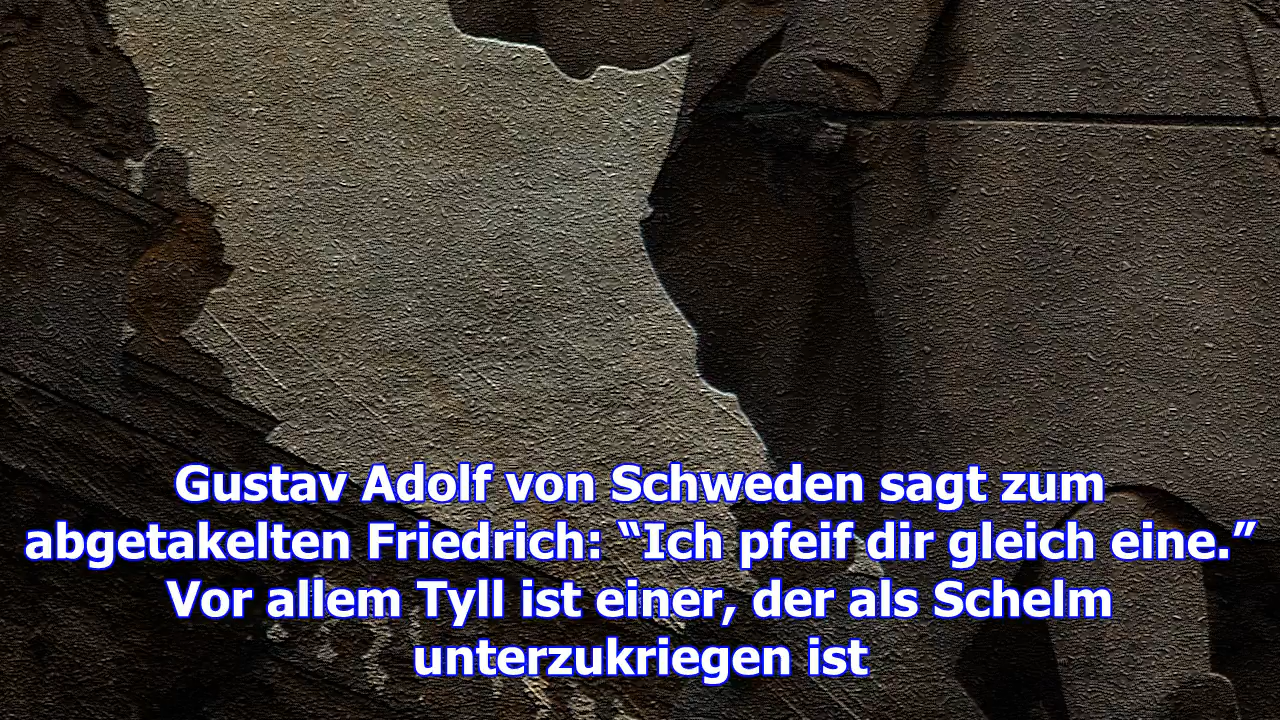 Gustav Adolf von Schweden sagt zum
abgetakelten Friedrich: “Ich pfeif dir gleich eine.”
Vor allem Tyll ist einer, der als Schelm
unterzukriegen ist